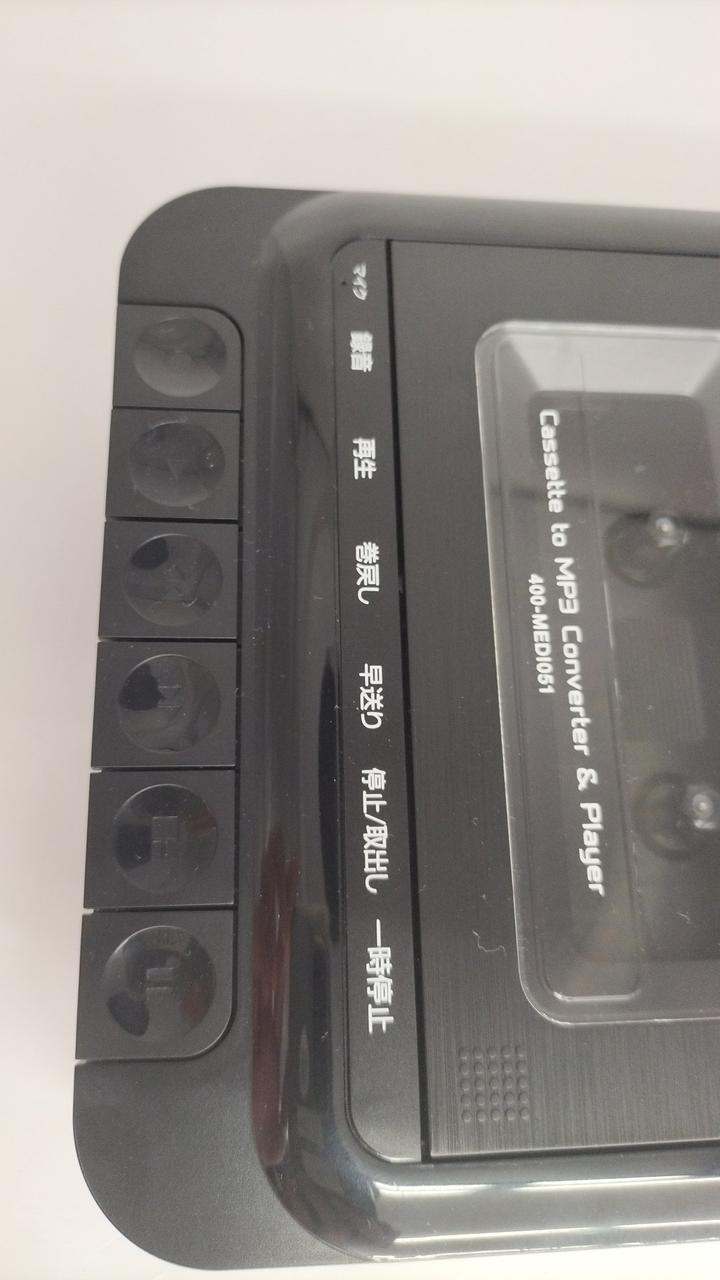 Cassette to MP3 Converter & Player
400-MEDI051
マイク 録音 再生 巻戻し 早送り 停止/取出し 一時停止